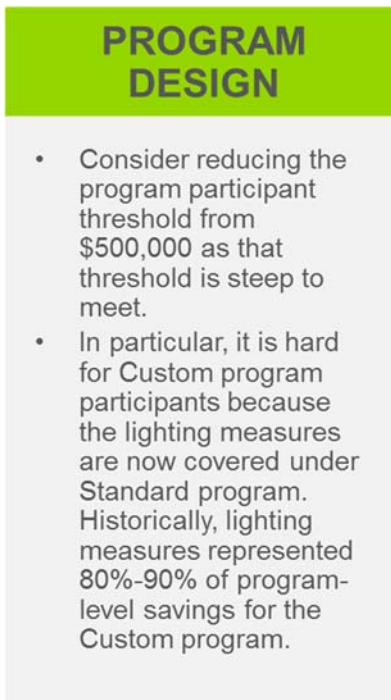 PROGRAM
DESIGN
• Consider reducing the
program participant
threshold from
$500,000 as that
threshold is steep to
meet.
• In particular, it is hard
for Custom program
participants because
the lighting measures
are now covered under
Standard program.
Historically, lighting
measures represented
80%-90% of program-
level savings for the
Custom program.